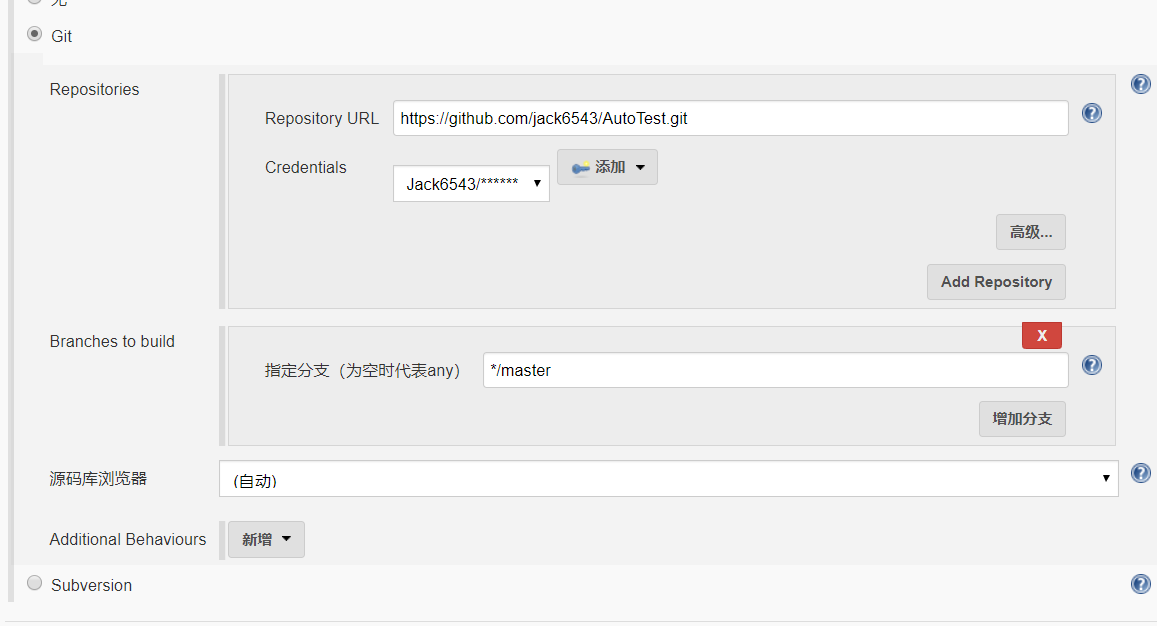 无
Git
Repositories
Repository URL https://github.com/jack6543/AutoTest.git
Credentials Jack6543/****** 添加
高级...
Add Repository
Branches to build
X
指定分支（为空时代表any） */master
增加分支
源码库浏览器 (自动)
Additional Behaviours 新增
Subversion